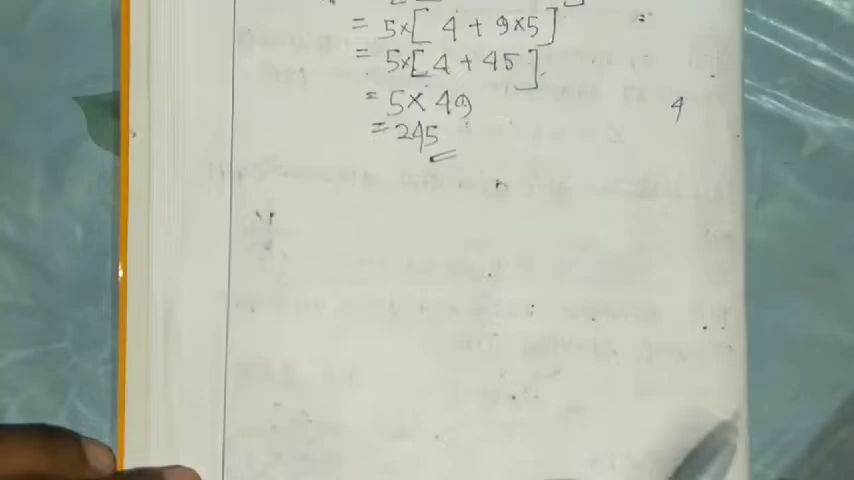 = 5×[ 4 + 9×5 ]
= 5×[ 4 + 45 ]
= 5 × 49
4
= 245